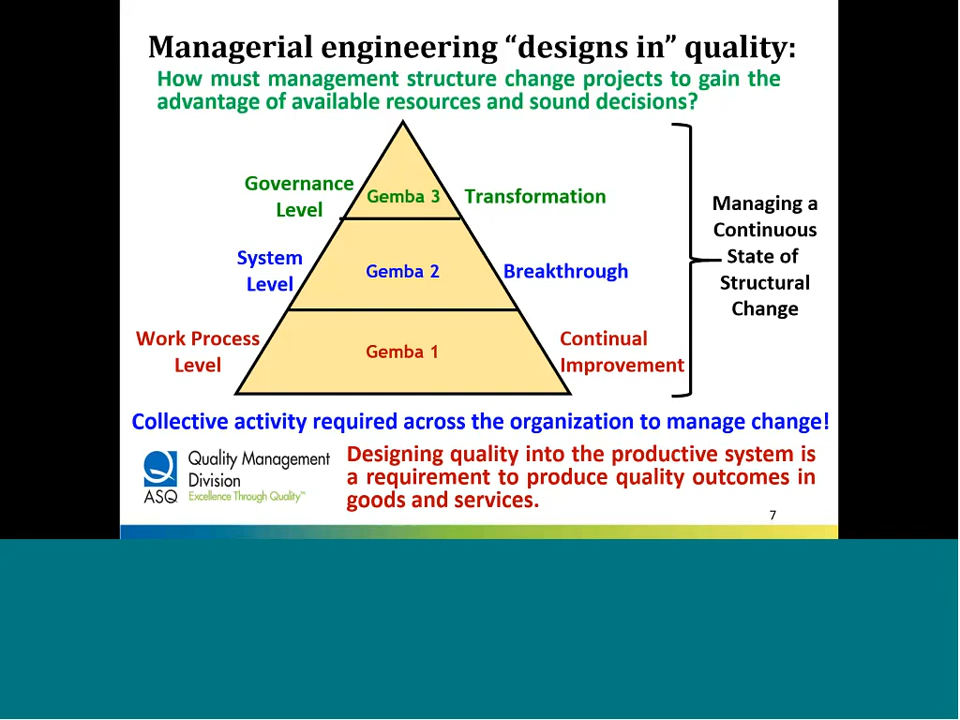 Managerial engineering “designs in” quality:
How must management structure change projects to gain the
advantage of available resources and sound decisions?
Governance
Level
Gemba 3
Transformation
System
Level
Gemba 2
Breakthrough
Work Process
Level
Gemba 1
Continual
Improvement
Managing a
Continuous
State of
Structural
Change
Collective activity required across the organization to manage change!
ASQ
Quality Management
Division
Excellence Through Quality™
Designing quality into the productive system is
a requirement to produce quality outcomes in
goods and services.
7